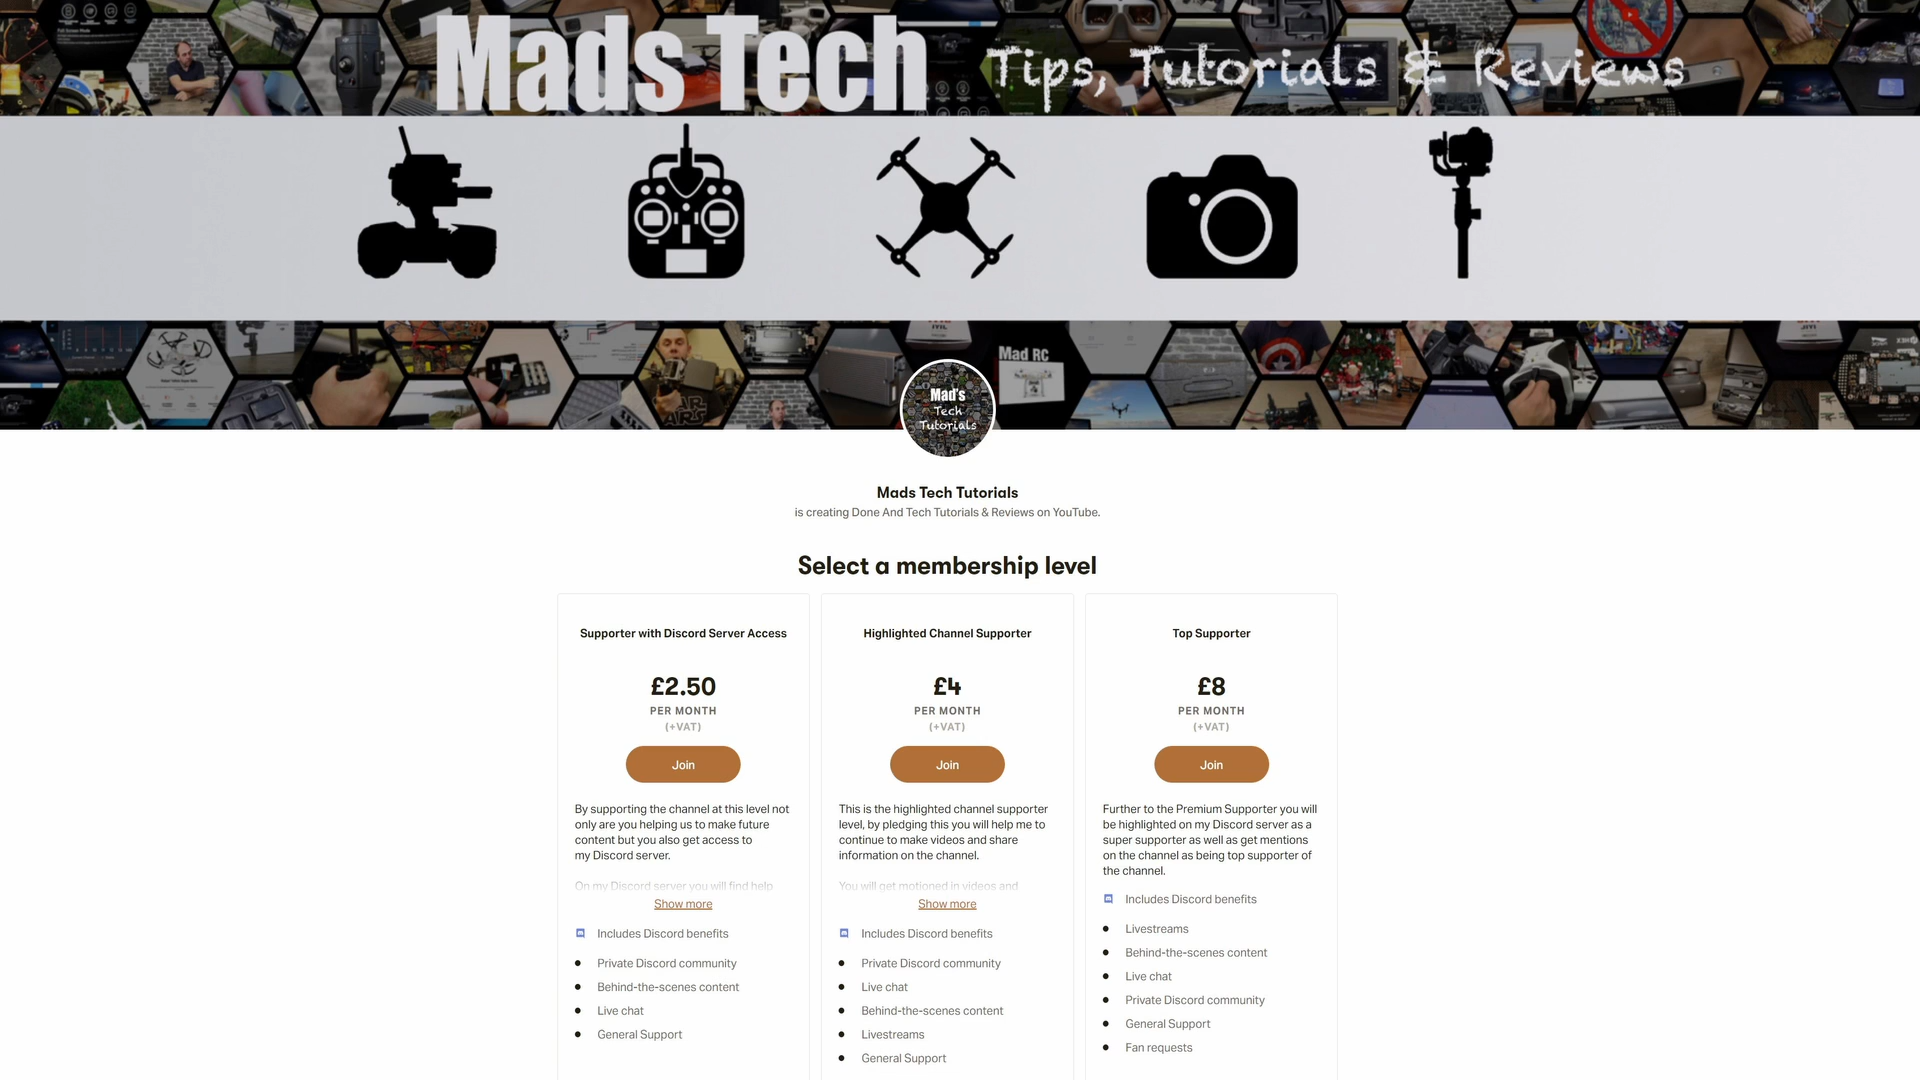 Mads Tech Tips, Tutorials & Reviews
Mad RC
Mad's
Tech
Tutorials
Mads Tech Tutorials
is creating Done And Tech Tutorials & Reviews on YouTube.
Select a membership level
Supporter with Discord Server Access
£2.50
PER MONTH
(+VAT)
Join
By supporting the channel at this level not
only are you helping us to make future
content but you also get access to
my Discord server.
On my Discord server you will find help
Show more
Includes Discord benefits
Private Discord community
Behind-the-scenes content
Live chat
General Support
Highlighted Channel Supporter
£4
PER MONTH
(+VAT)
Join
This is the highlighted channel supporter
level, by pledging this you will help me to
continue to make videos and share
information on the channel.
You will get motioned in videos and
Show more
Includes Discord benefits
Private Discord community
Live chat
Behind-the-scenes content
Livestreams
General Support
Top Supporter
£8
PER MONTH
(+VAT)
Join
Further to the Premium Supporter you will
be highlighted on my Discord server as a
super supporter as well as get mentions
on the channel as being top supporter of
the channel.
Includes Discord benefits
Livestreams
Behind-the-scenes content
Live chat
Private Discord community
General Support
Fan requests